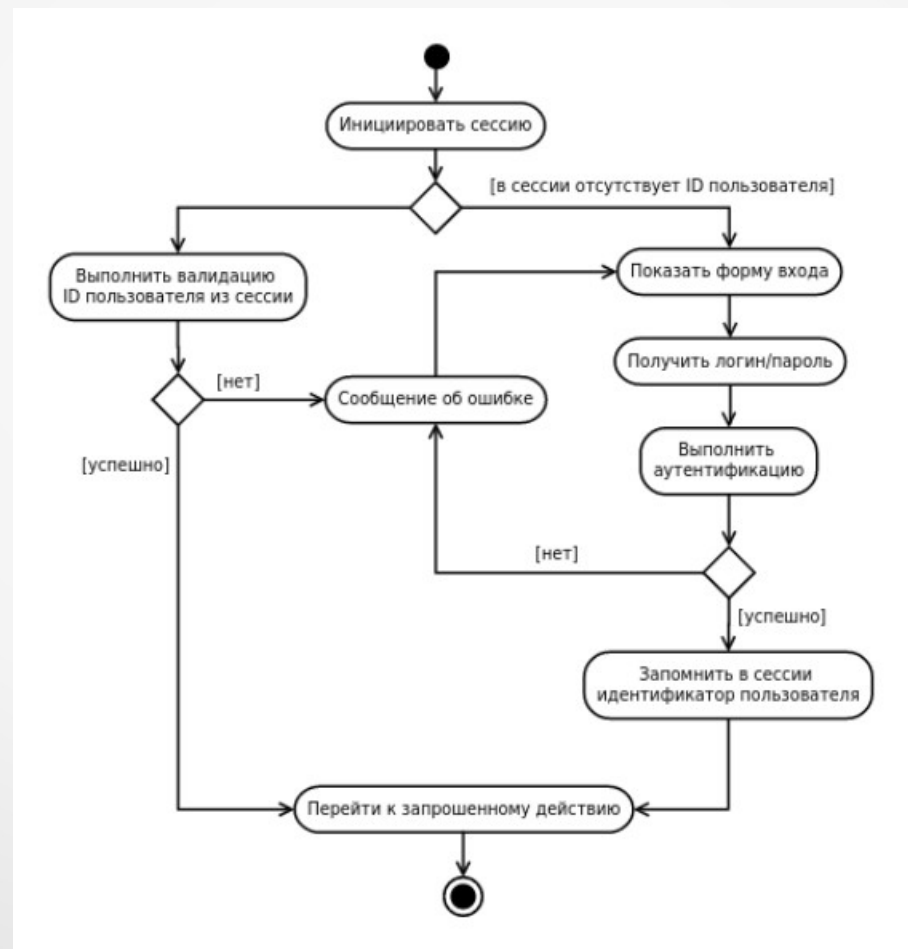 Инициировать сессию
[в сессии отсутствует ID пользователя]
Выполнить валидацию
ID пользователя из сессии
Показать форму входа
Получить логин/пароль
[нет]
Сообщение об ошибке
Выполнить
аутентификацию
[успешно]
[нет]
[успешно]
Запомнить в сессии
идентификатор пользователя
Перейти к запрошенному действию